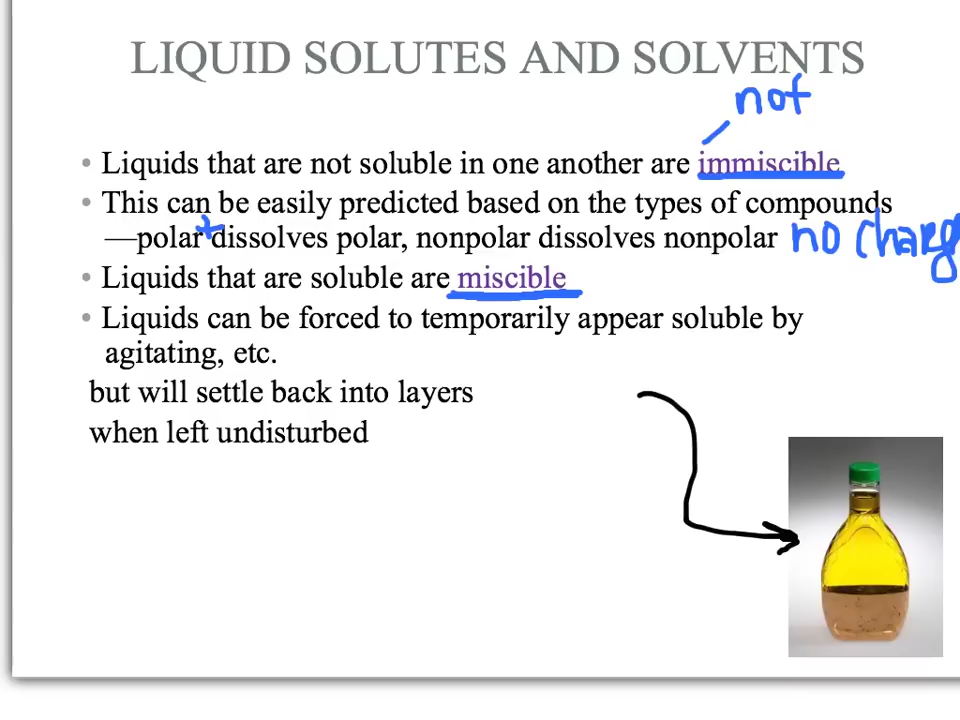 LIQUID SOLUTES AND SOLVENTS
not
• Liquids that are not soluble in one another are immiscible
• This can be easily predicted based on the types of compounds
—polar + dissolves polar, nonpolar dissolves nonpolar no charg
• Liquids that are soluble are miscible
• Liquids can be forced to temporarily appear soluble by
agitating, etc.
but will settle back into layers
when left undisturbed